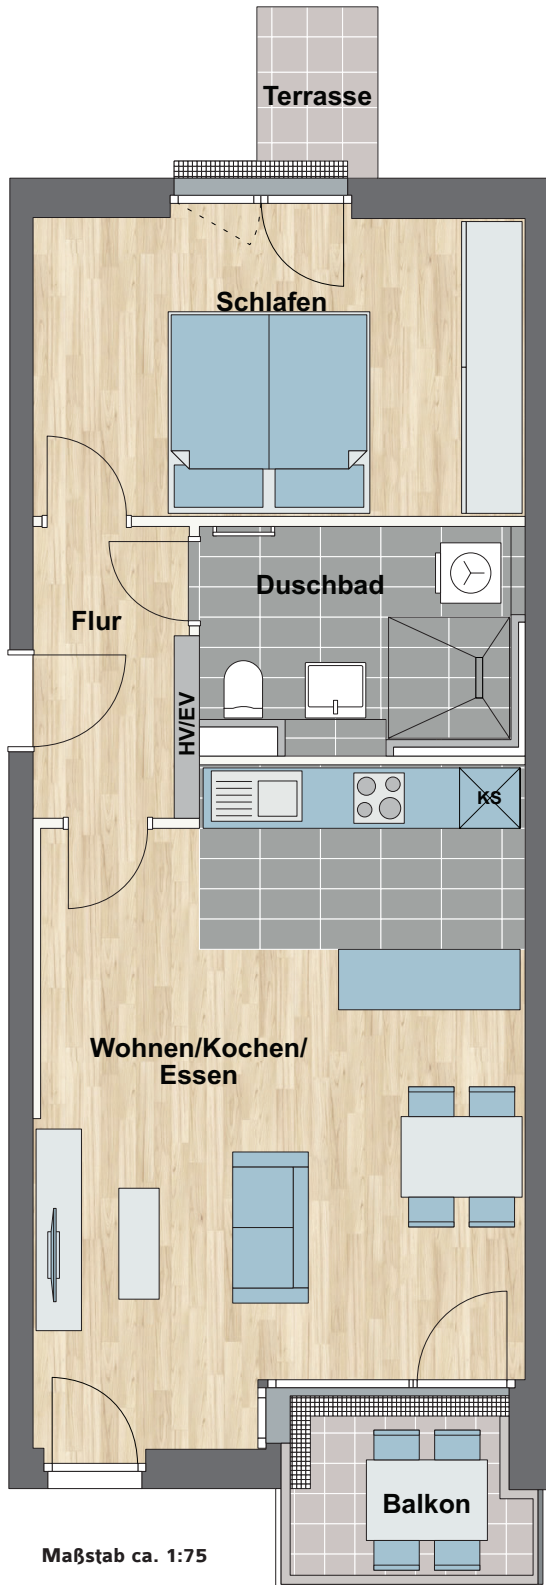 Terrasse
Schlafen
Duschbad
Flur
HV/EV
KS
Wohnen/Kochen/
Essen
Balkon
Maßstab ca. 1:75